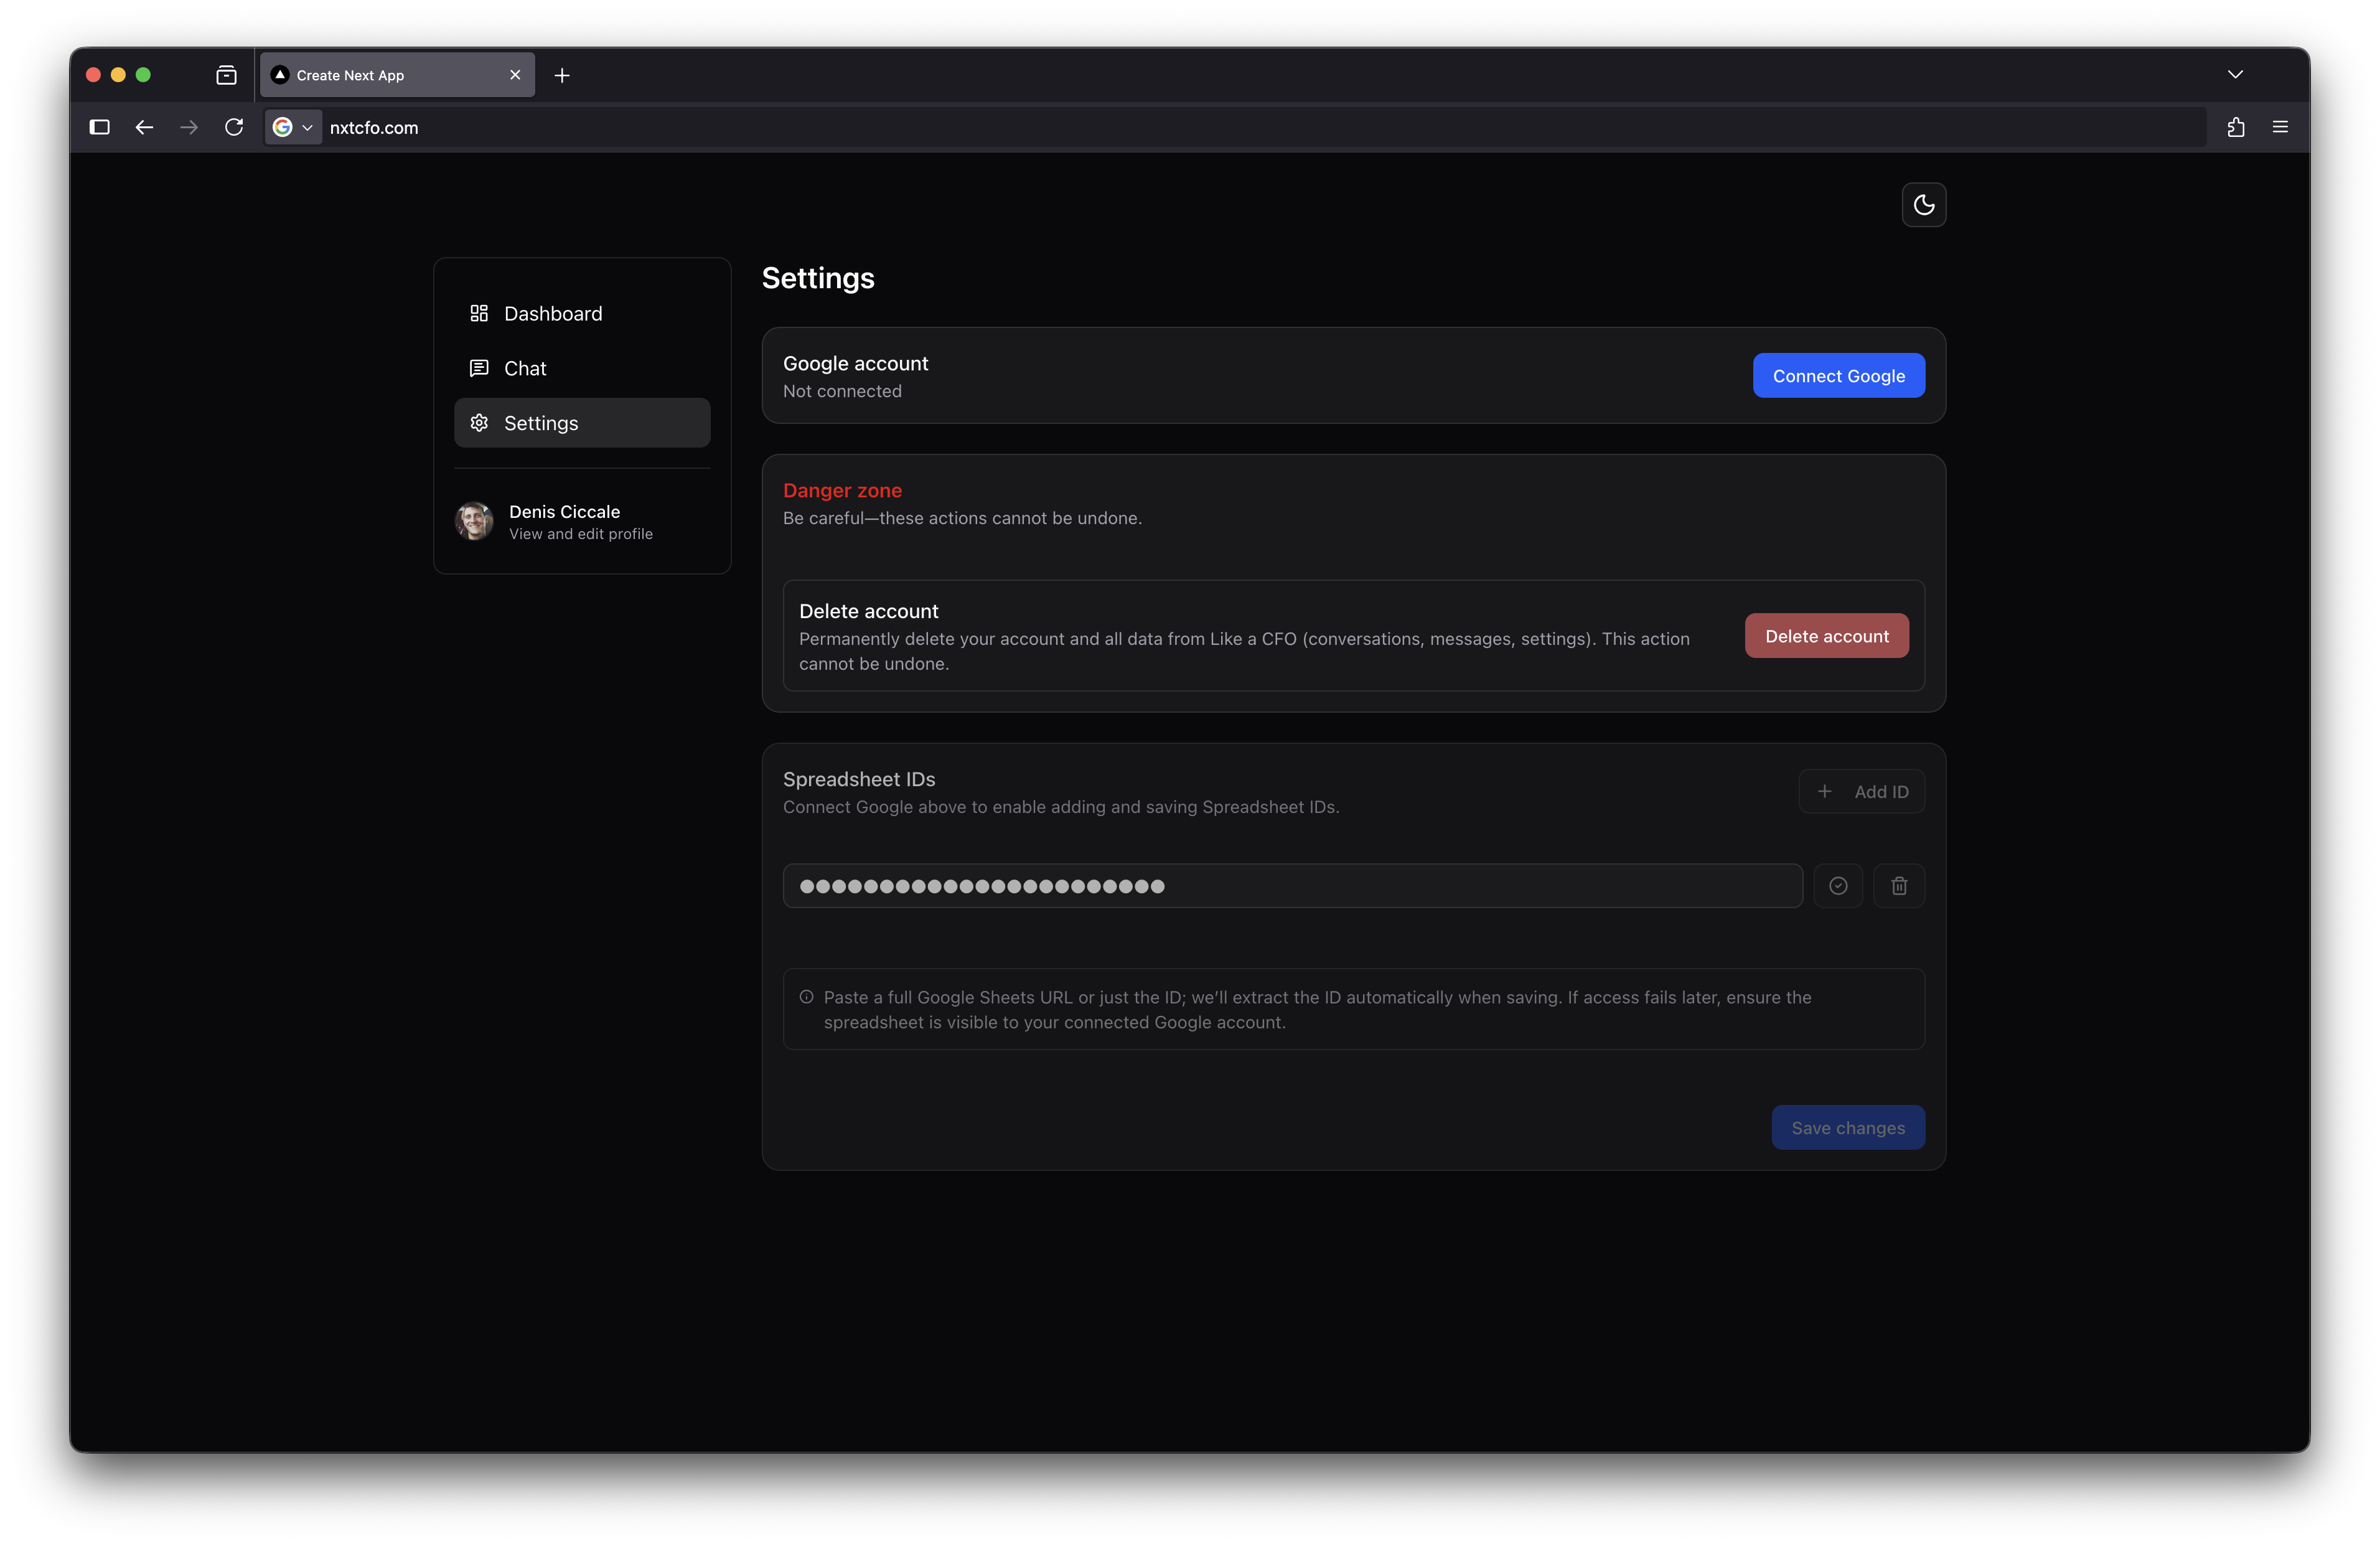 Create Next App
nxtcfo.com
Dashboard
Chat
Settings
Denis Ciccale
View and edit profile
Settings
Google account
Not connected
Connect Google
Danger zone
Be careful—these actions cannot be undone.
Delete account
Permanently delete your account and all data from Like a CFO (conversations, messages, settings). This action
cannot be undone.
Delete account
Spreadsheet IDs
Connect Google above to enable adding and saving Spreadsheet IDs.
Add ID
●●●●●●●●●●●●●●●●●●●●●●●
Paste a full Google Sheets URL or just the ID; we’ll extract the ID automatically when saving. If access fails later, ensure the
spreadsheet is visible to your connected Google account.
Save changes